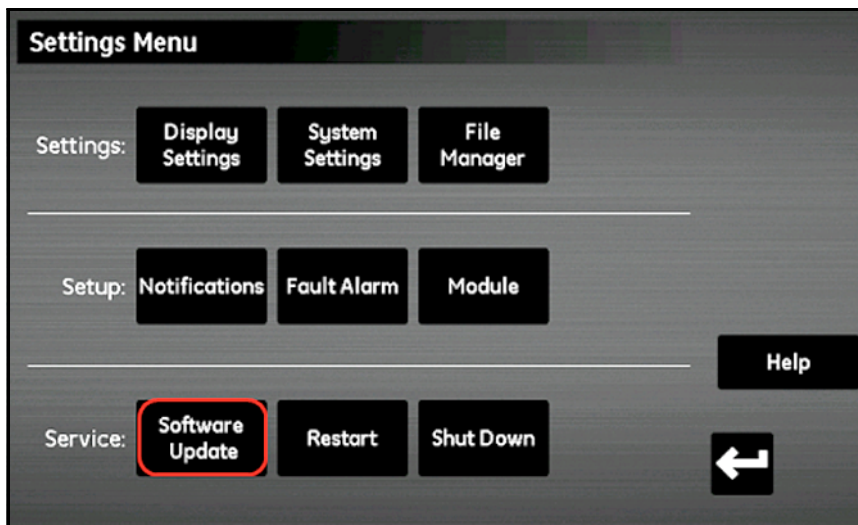 Settings Menu
Settings:
Display
Settings
System
Settings
File
Manager
Setup:
Notifications
Fault Alarm
Module
Help
Service:
Software
Update
Restart
Shut Down